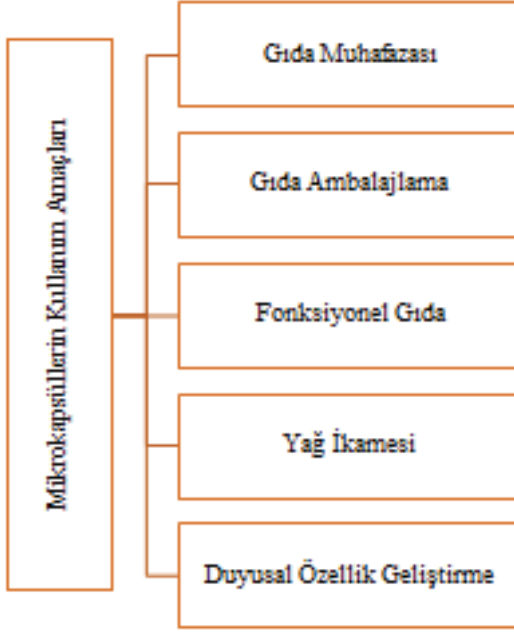 Mikrokapsüllerin Kullanım Amaçları
Gıda Muhafazası
Gıda Ambalajlama
Fonksiyonel Gıda
Yağ İkamesi
Duyusal Özellik Geliştirme